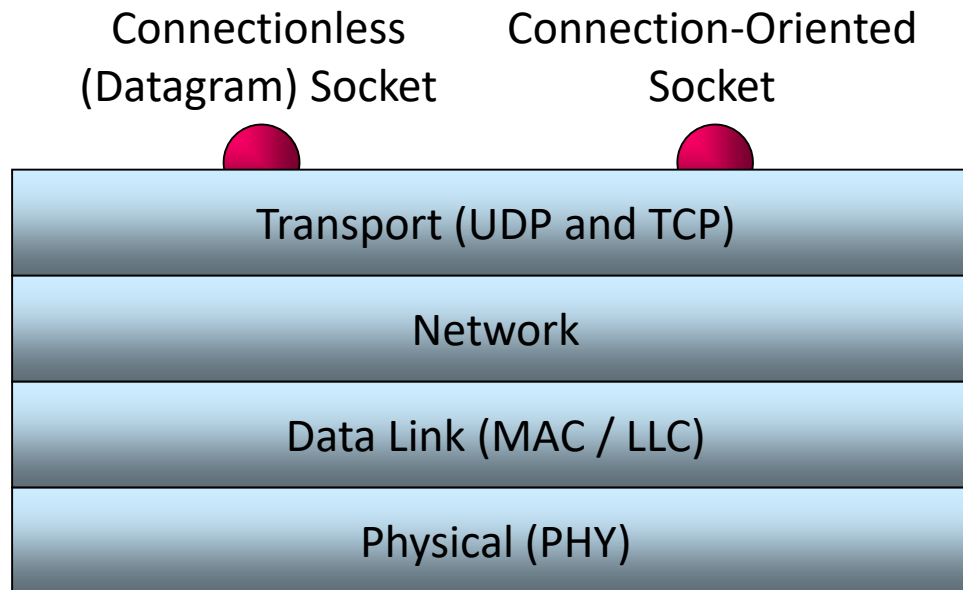 Connectionless
(Datagram) Socket
Connection-Oriented
Socket
Transport (UDP and TCP)
Network
Data Link (MAC / LLC)
Physical (PHY)